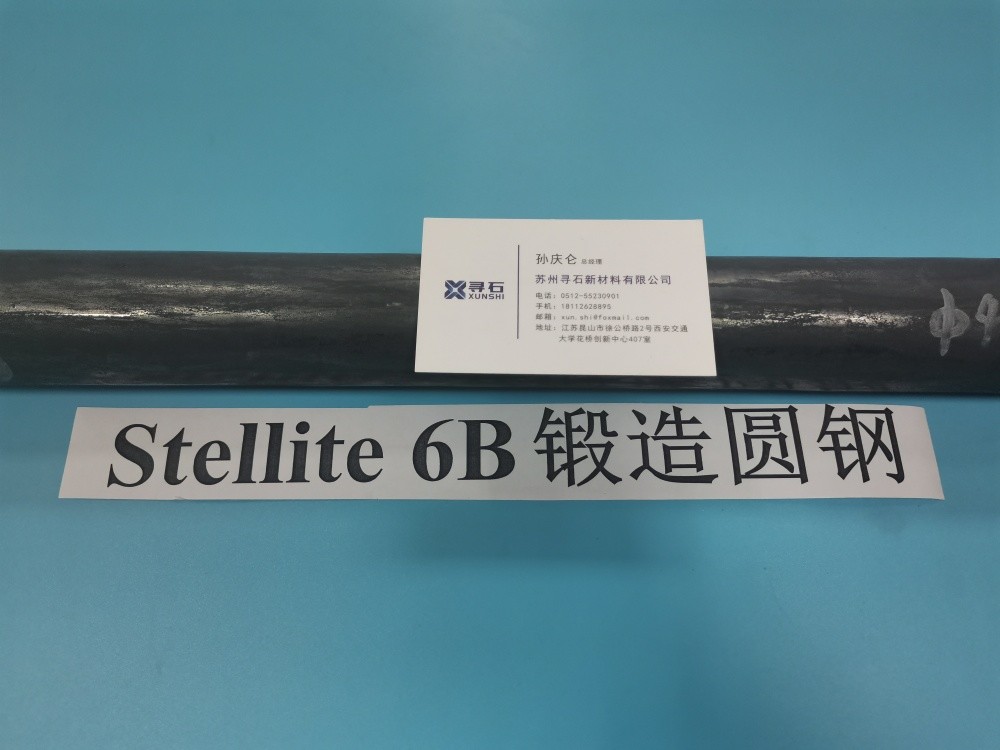 寻石
XUNSHI
孙庆仑 总经理
苏州寻石新材料有限公司
电话：0512-55230901
手机：18112628895
邮箱：xun.shi@foxmail.com
地址：江苏昆山市徐公桥路2号西安交通
大学花桥创新中心407室
Stellite 6B 锻造圆钢